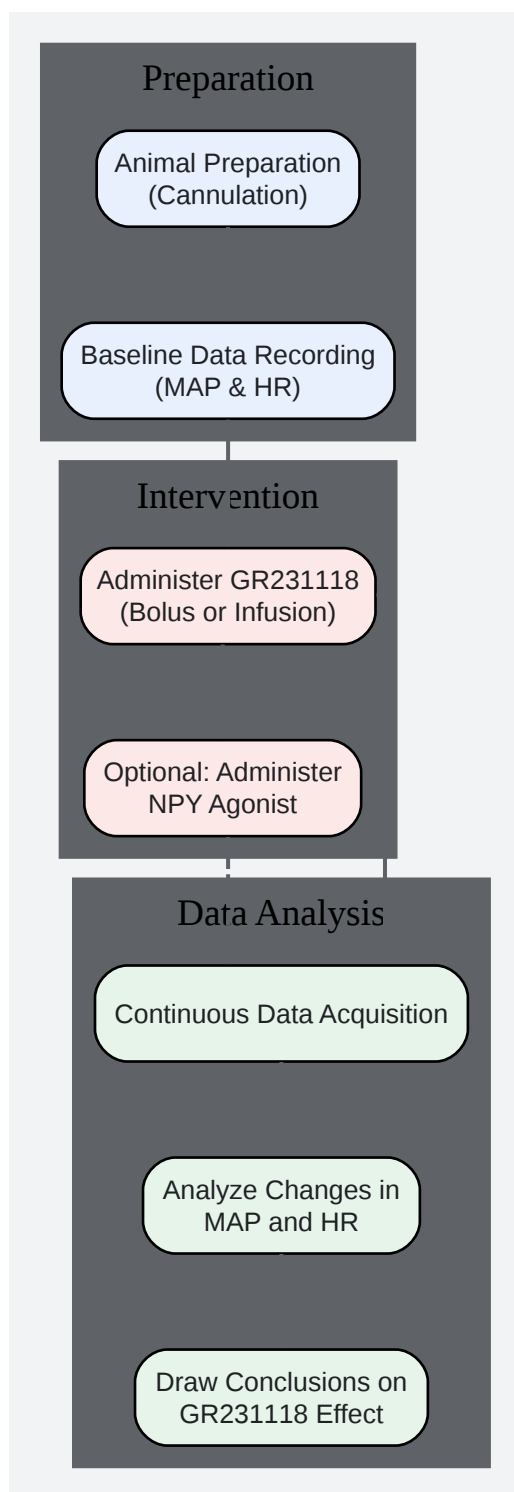 Preparation
Animal Preparation
(Cannulation)
Baseline Data Recording
(MAP & HR)
Intervention
Administer GR231118
(Bolus or Infusion)
Optional: Administer
NPY Agonist
Data Analysis
Continuous Data Acquisition
Analyze Changes in
MAP and HR
Draw Conclusions on
GR231118 Effect